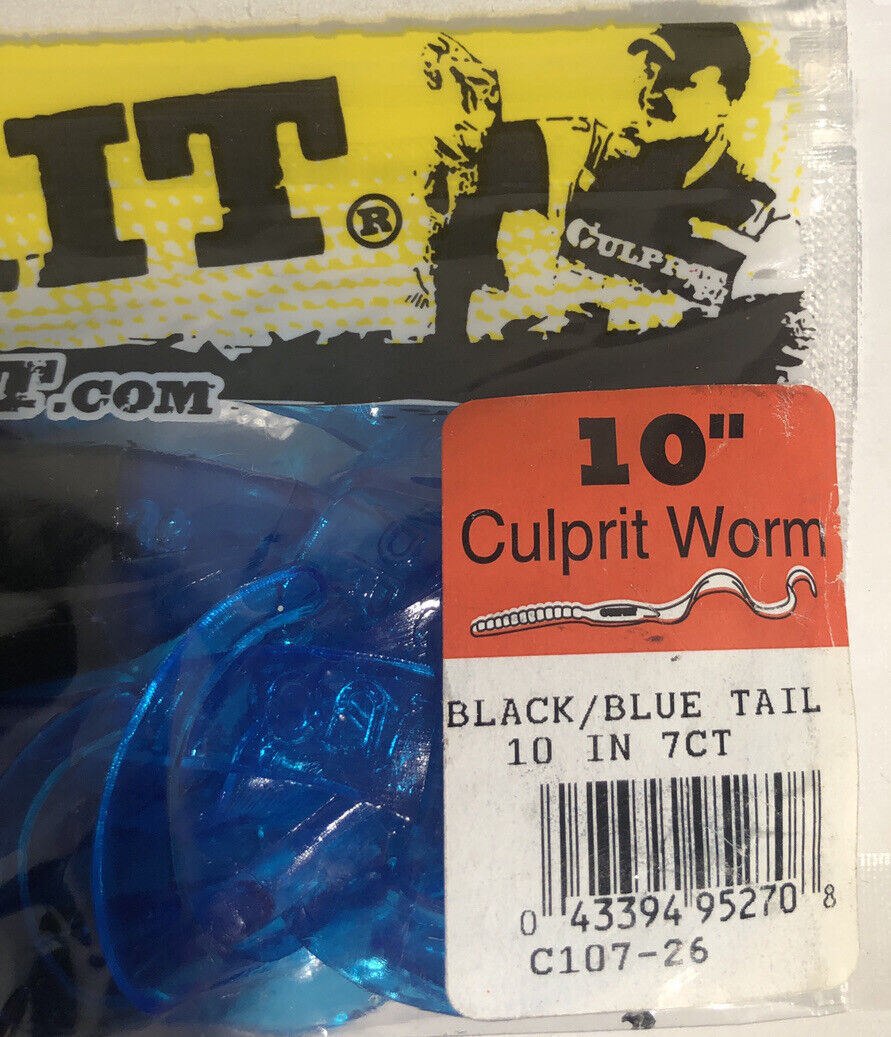 IT®
CULPRIT
T.COM
10"
Culprit Worm
BLACK/BLUE TAIL
10 IN 7CT
0 43394 95270 8
C107-26